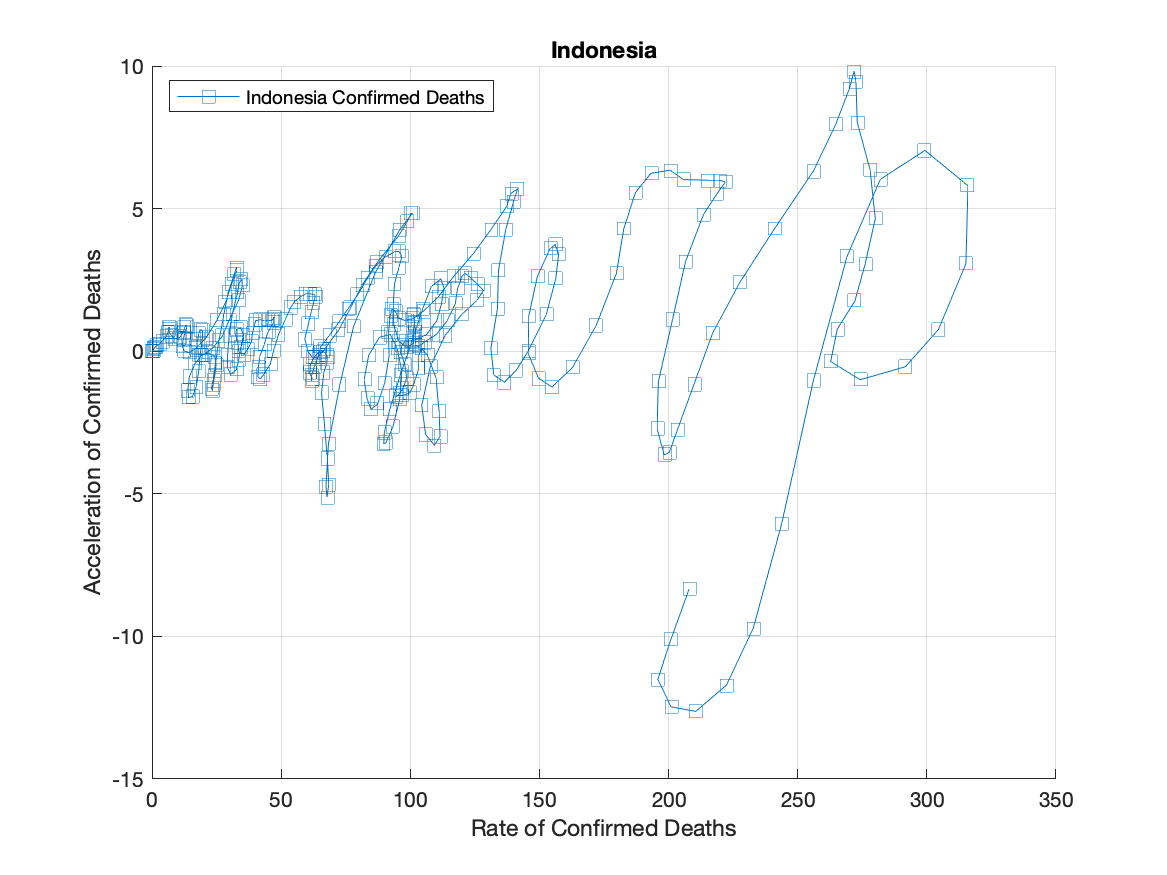 Indonesia
10
Indonesia Confirmed Deaths
5
0
-5
-10
-15
Acceleration of Confirmed Deaths
0 50 100 150 200 250 300 350
Rate of Confirmed Deaths